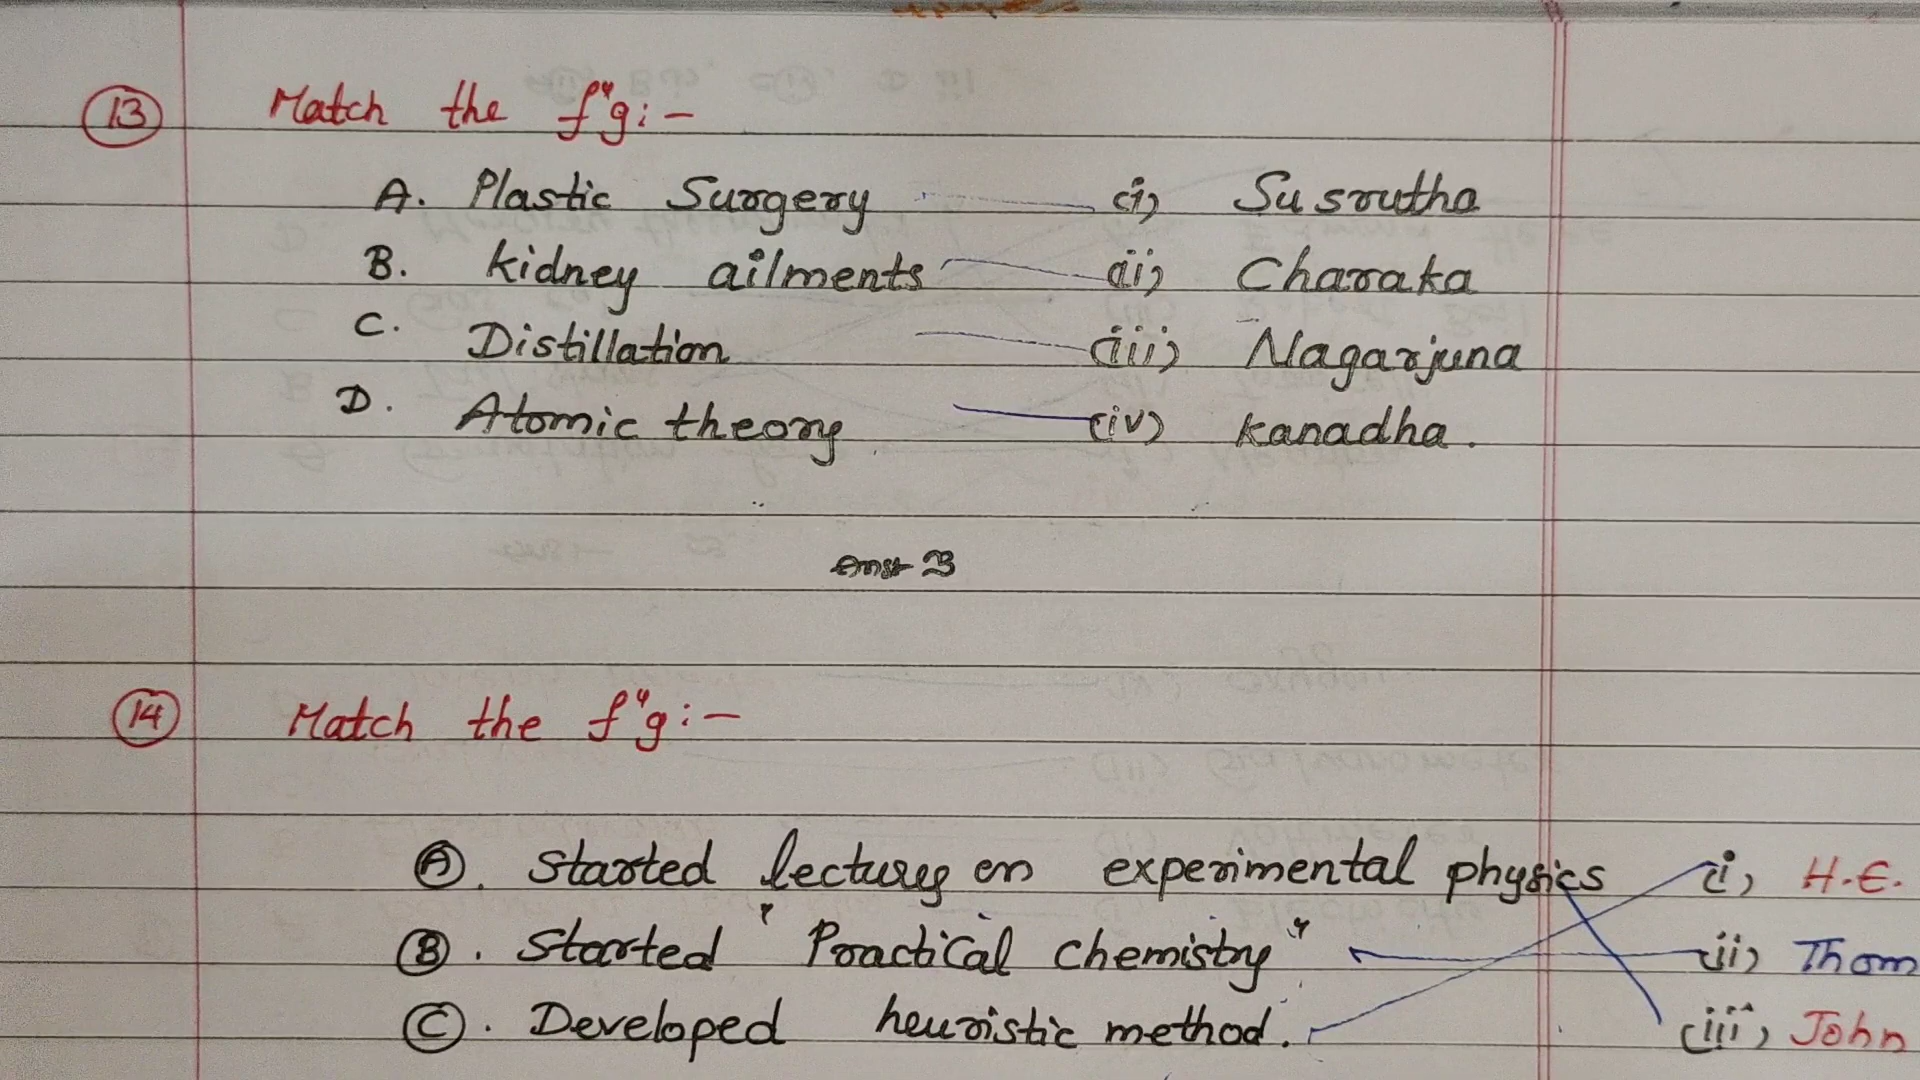 13 Match the f"g:-
A. Plastic Surgery (i) Susrutha
B. kidney ailments (ii) Charaka
C. Distillation (iii) Nagarjuna
D. Atomic theory (iv) kanadha.
14 Match the f"g:-
A. Started lectures on experimental physics (i) H.E.
B. Started "Practical chemistry" (ii) Thom
C. Developed heuristic method. (iii) John